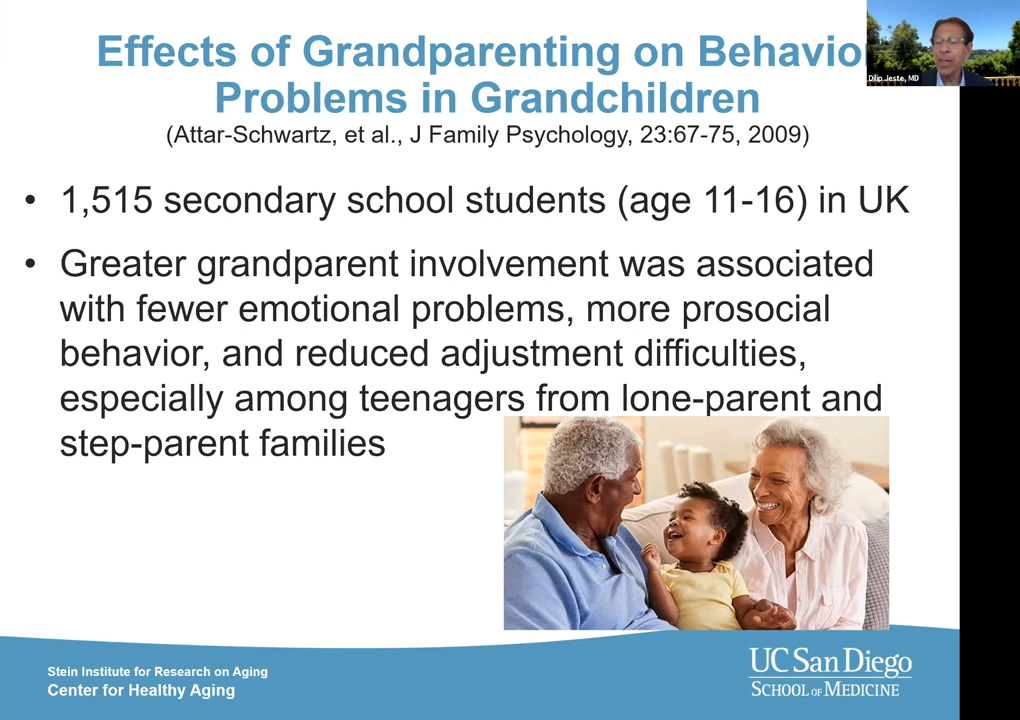 Effects of Grandparenting on Behavior
Problems in Grandchildren
(Attar-Schwartz, et al., J Family Psychology, 23:67-75, 2009)
• 1,515 secondary school students (age 11-16) in UK
• Greater grandparent involvement was associated
with fewer emotional problems, more prosocial
behavior, and reduced adjustment difficulties,
especially among teenagers from lone-parent and
step-parent families
Dilip Jeste, MD
Stein Institute for Research on Aging
Center for Healthy Aging
UC San Diego
SCHOOL OF MEDICINE